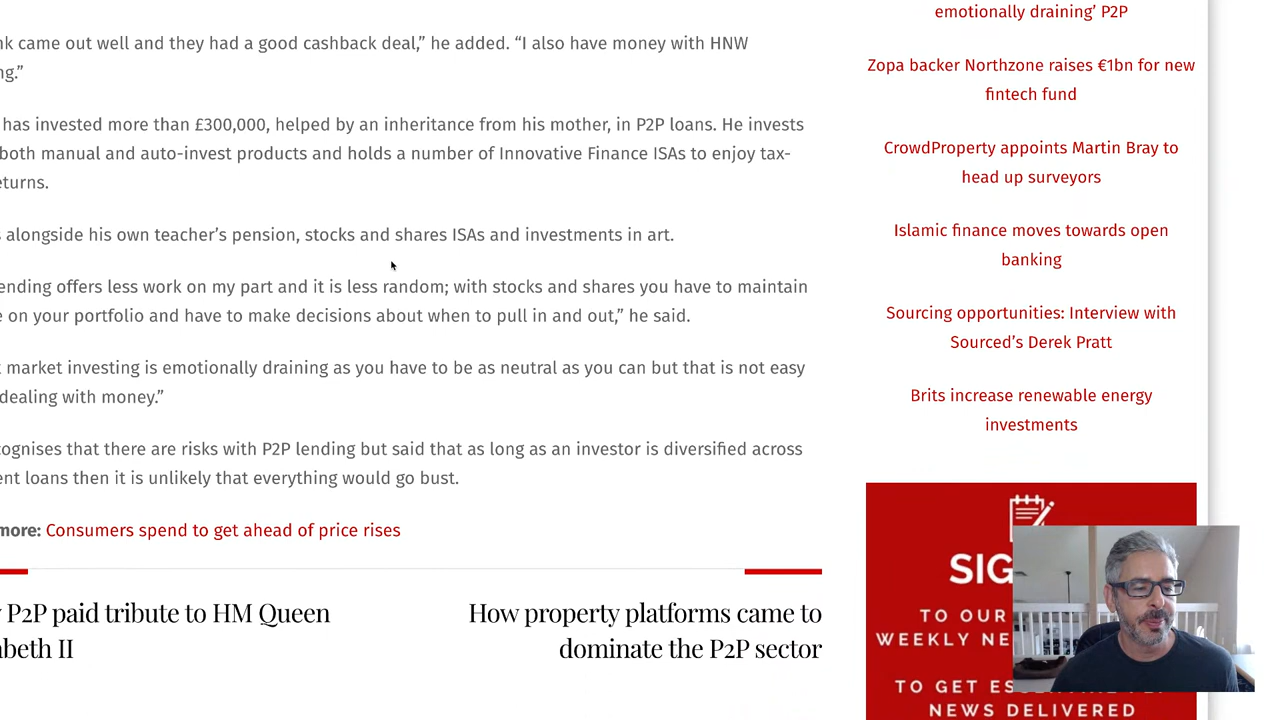 nk came out well and they had a good cashback deal,” he added. “I also have money with HNW
ng.”
has invested more than £300,000, helped by an inheritance from his mother, in P2P loans. He invests
both manual and auto-invest products and holds a number of Innovative Finance ISAs to enjoy tax-
eturns.
s alongside his own teacher’s pension, stocks and shares ISAs and investments in art.
ending offers less work on my part and it is less random; with stocks and shares you have to maintain
e on your portfolio and have to make decisions about when to pull in and out,” he said.
t market investing is emotionally draining as you have to be as neutral as you can but that is not easy
dealing with money.”
cognises that there are risks with P2P lending but said that as long as an investor is diversified across
ent loans then it is unlikely that everything would go bust.
more: Consumers spend to get ahead of price rises
P2P paid tribute to HM Queen
abeth II
How property platforms came to
dominate the P2P sector
emotionally draining’ P2P
Zopa backer Northzone raises €1bn for new
fintech fund
CrowdProperty appoints Martin Bray to
head up surveyors
Islamic finance moves towards open
banking
Sourcing opportunities: Interview with
Sourced’s Derek Pratt
Brits increase renewable energy
investments
SIG
TO OUR
WEEKLY NE
TO GET ES
NEWS DELIVERED